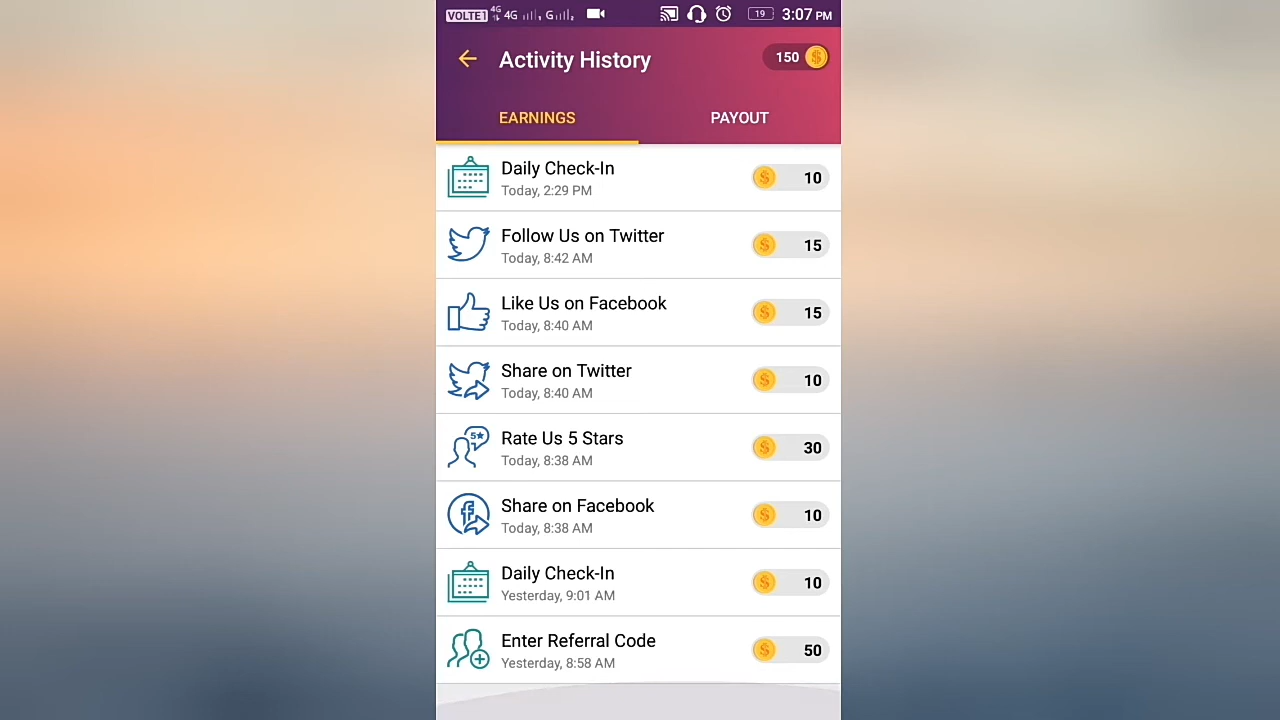 VOLTE1 4G 4G G 19 3:07 PM
Activity History 150 $
EARNINGS PAYOUT
Daily Check-In
Today, 2:29 PM
$ 10
Follow Us on Twitter
Today, 8:42 AM
$ 15
Like Us on Facebook
Today, 8:40 AM
$ 15
Share on Twitter
Today, 8:40 AM
$ 10
5★
Rate Us 5 Stars
Today, 8:38 AM
$ 30
Share on Facebook
Today, 8:38 AM
$ 10
Daily Check-In
Yesterday, 9:01 AM
$ 10
Enter Referral Code
Yesterday, 8:58 AM
$ 50